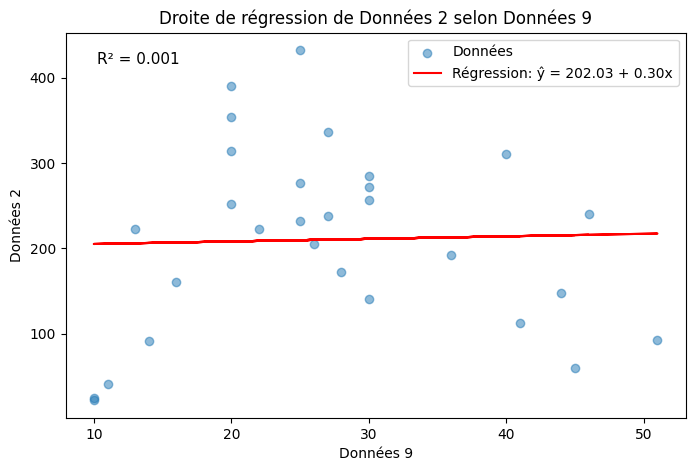 Droite de régression de Données 2 selon Données 9
R² = 0.001
Données
Régression: ŷ = 202.03 + 0.30x
400
300
200
100
Données 2
10 20 30 40 50
Données 9